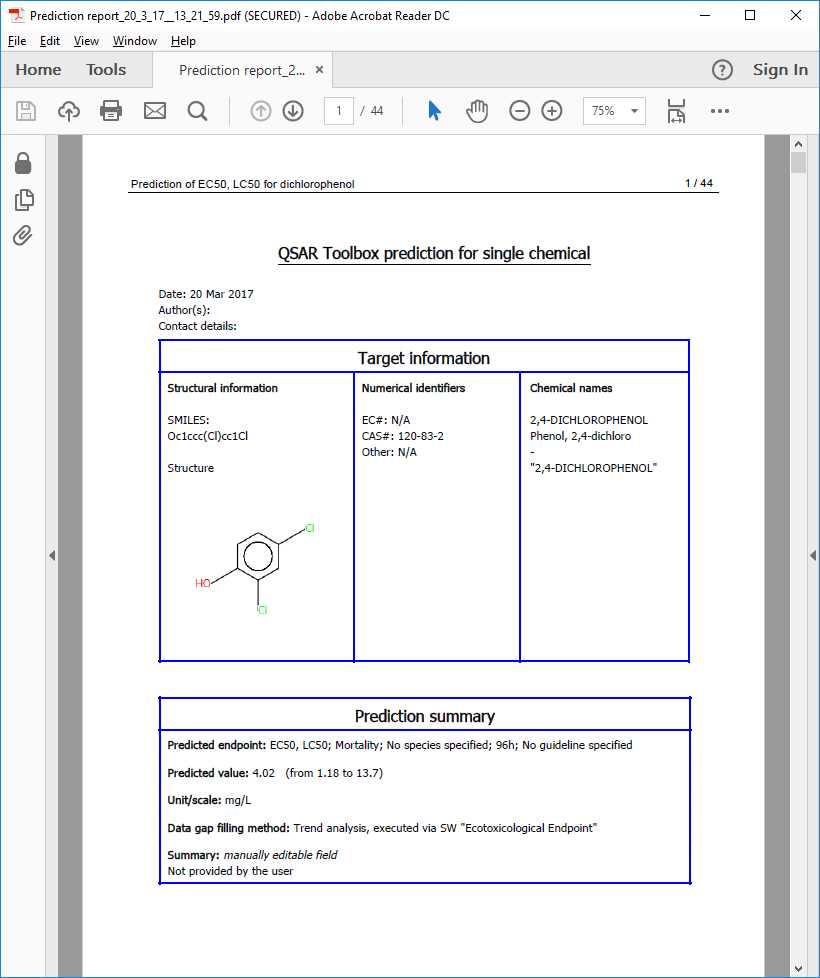 Prediction report_20_3_17__13_21_59.pdf (SECURED) - Adobe Acrobat Reader DC
File Edit View Window Help
Home Tools Prediction report_2... × ? Sign In
1 / 44 75%
Prediction of EC50, LC50 for dichlorophenol 1 / 44
QSAR Toolbox prediction for single chemical
Date: 20 Mar 2017
Author(s):
Contact details:
Target information
Structural information Numerical identifiers Chemical names
SMILES: EC#: N/A 2,4-DICHLOROPHENOL
Oc1ccc(Cl)cc1Cl CAS#: 120-83-2 Phenol, 2,4-dichloro
Other: N/A -
Structure "2,4-DICHLOROPHENOL"
Cl
HO
Cl
Prediction summary
Predicted endpoint: EC50, LC50; Mortality; No species specified; 96h; No guideline specified
Predicted value: 4.02 (from 1.18 to 13.7)
Unit/scale: mg/L
Data gap filling method: Trend analysis, executed via SW "Ecotoxicological Endpoint"
Summary: manually editable field
Not provided by the user